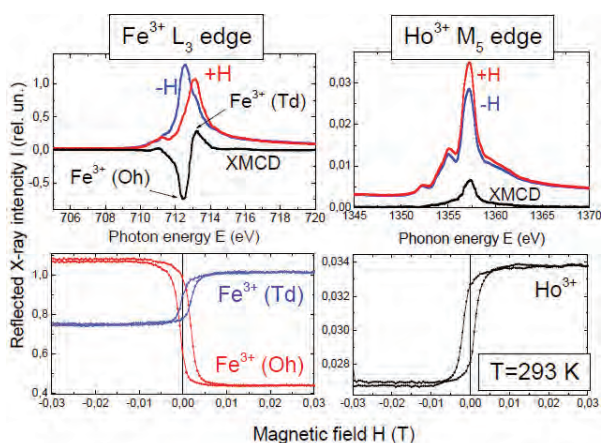 Fe³⁺ L₃ edge
Ho³⁺ M₅ edge
Reflected X-ray intencity I (rel. un.)
1,0
0,5
0,0
-0,5
-H
+H
Fe³⁺ (Td)
XMCD
Fe³⁺ (Oh)
706 708 710 712 714 716 718 720
Photon energy E (eV)
0,03
0,02
0,01
0,00
+H
-H
XMCD
1345 1350 1355 1360 1365 1370
Phonon energy E (eV)
1,0
0,8
0,6
0,4
Fe³⁺ (Td)
Fe³⁺ (Oh)
-0,03 -0,02 -0,01 0,00 0,01 0,02 0,03
0,034
0,032
0,030
0,028
0,026
Ho³⁺
T=293 K
-0,03 -0,02 -0,01 0,00 0,01 0,02 0,03
Magnetic field H (T)